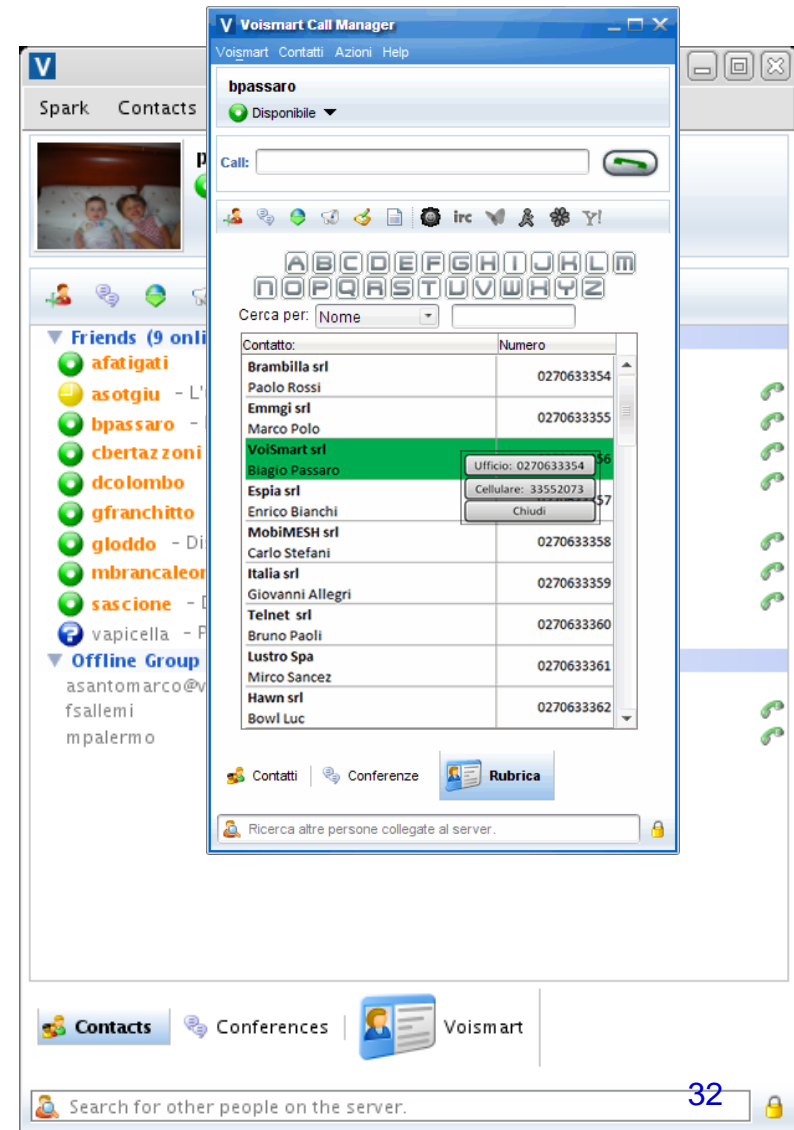 V Voismart Call Manager
Voismart Contatti Azioni Help
bpassaro
Disponibile
Call:
irc Y!
A B C D E F G H I J K L M
N O P Q R S T U V W X Y Z
Cerca per: Nome
Contatto: Numero
Brambilla srl
Paolo Rossi
0270633354
Emmgi srl
Marco Polo
0270633355
VoiSmart srl
Biagio Passaro
56
Ufficio: 0270633354
Cellulare: 33552073
Chiudi
Espia srl
Enrico Bianchi
57
MobiMESH srl
Carlo Stefani
0270633358
Italia srl
Giovanni Allegri
0270633359
Telnet srl
Bruno Paoli
0270633360
Lustro Spa
Mirco Sancez
0270633361
Hawn srl
Bowl Luc
0270633362
Contatti Conferenze Rubrica
Ricerca altre persone collegate al server.
V
Spark Contacts
p
Friends (9 onli
afatigati
asotgiu - L'
bpassaro -
cbertazzoni
dcolombo
gfranchitto
gloddo - Di
mbrancaleor
sascione - D
vapicella - P
Offline Group
asantomarco@v
fsallemi
mpalermo
Contacts Conferences Voismart
Search for other people on the server.
32